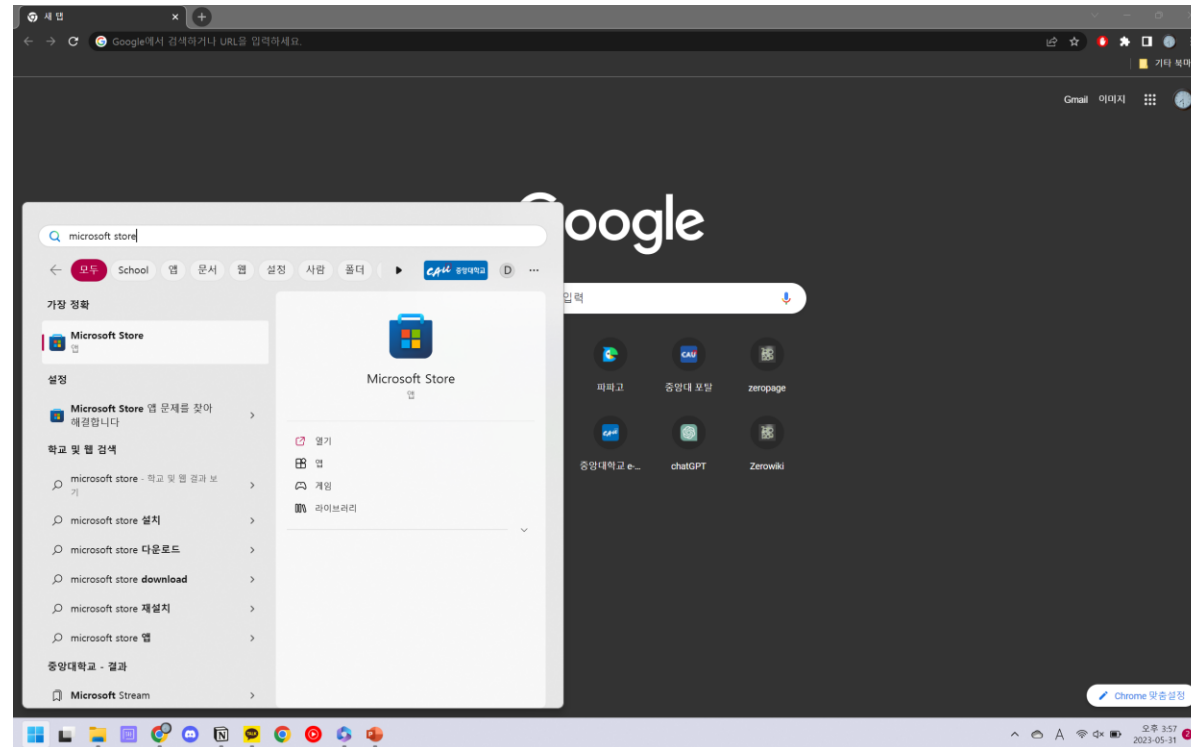 새 탭
Google에서 검색하거나 URL을 입력하세요.
기타 북마
Gmail 이미지
Google
microsoft store
모두 School 앱 문서 웹 설정 사람 폴더 CAU 중앙대학교 D
가장 정확
Microsoft Store
앱
설정
Microsoft Store 앱 문제를 찾아
해결합니다
학교 및 웹 검색
microsoft store - 학교 및 웹 결과 보
기
microsoft store 설치
microsoft store 다운로드
microsoft store download
microsoft store 재설치
microsoft store 앱
중앙대학교 - 결과
Microsoft Stream
Microsoft Store
앱
열기
앱
게임
라이브러리
입력
CAU
파파고 중앙대 포탈 zeropage
CAU
중앙대학교 e-... chatGPT Zerowiki
Chrome 맞춤설정
A 오후 3:57
2023-05-31 2